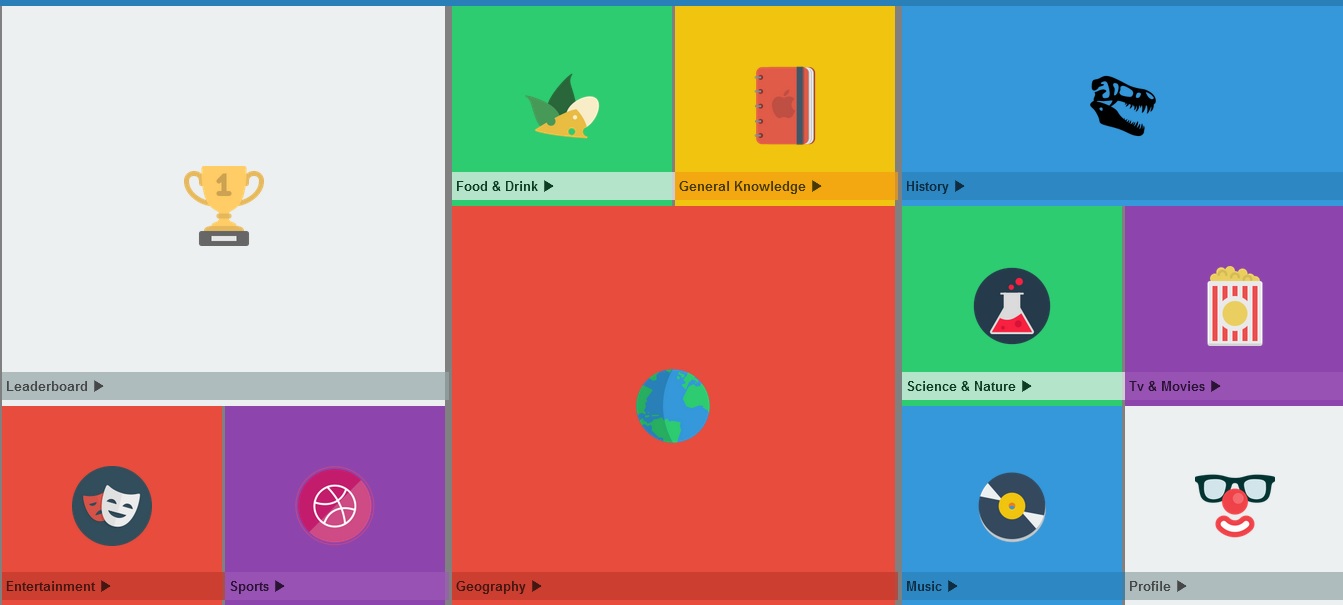 1
Leaderboard
Entertainment
Sports
Food & Drink
General Knowledge
Geography
History
Science & Nature
Tv & Movies
Music
Profile